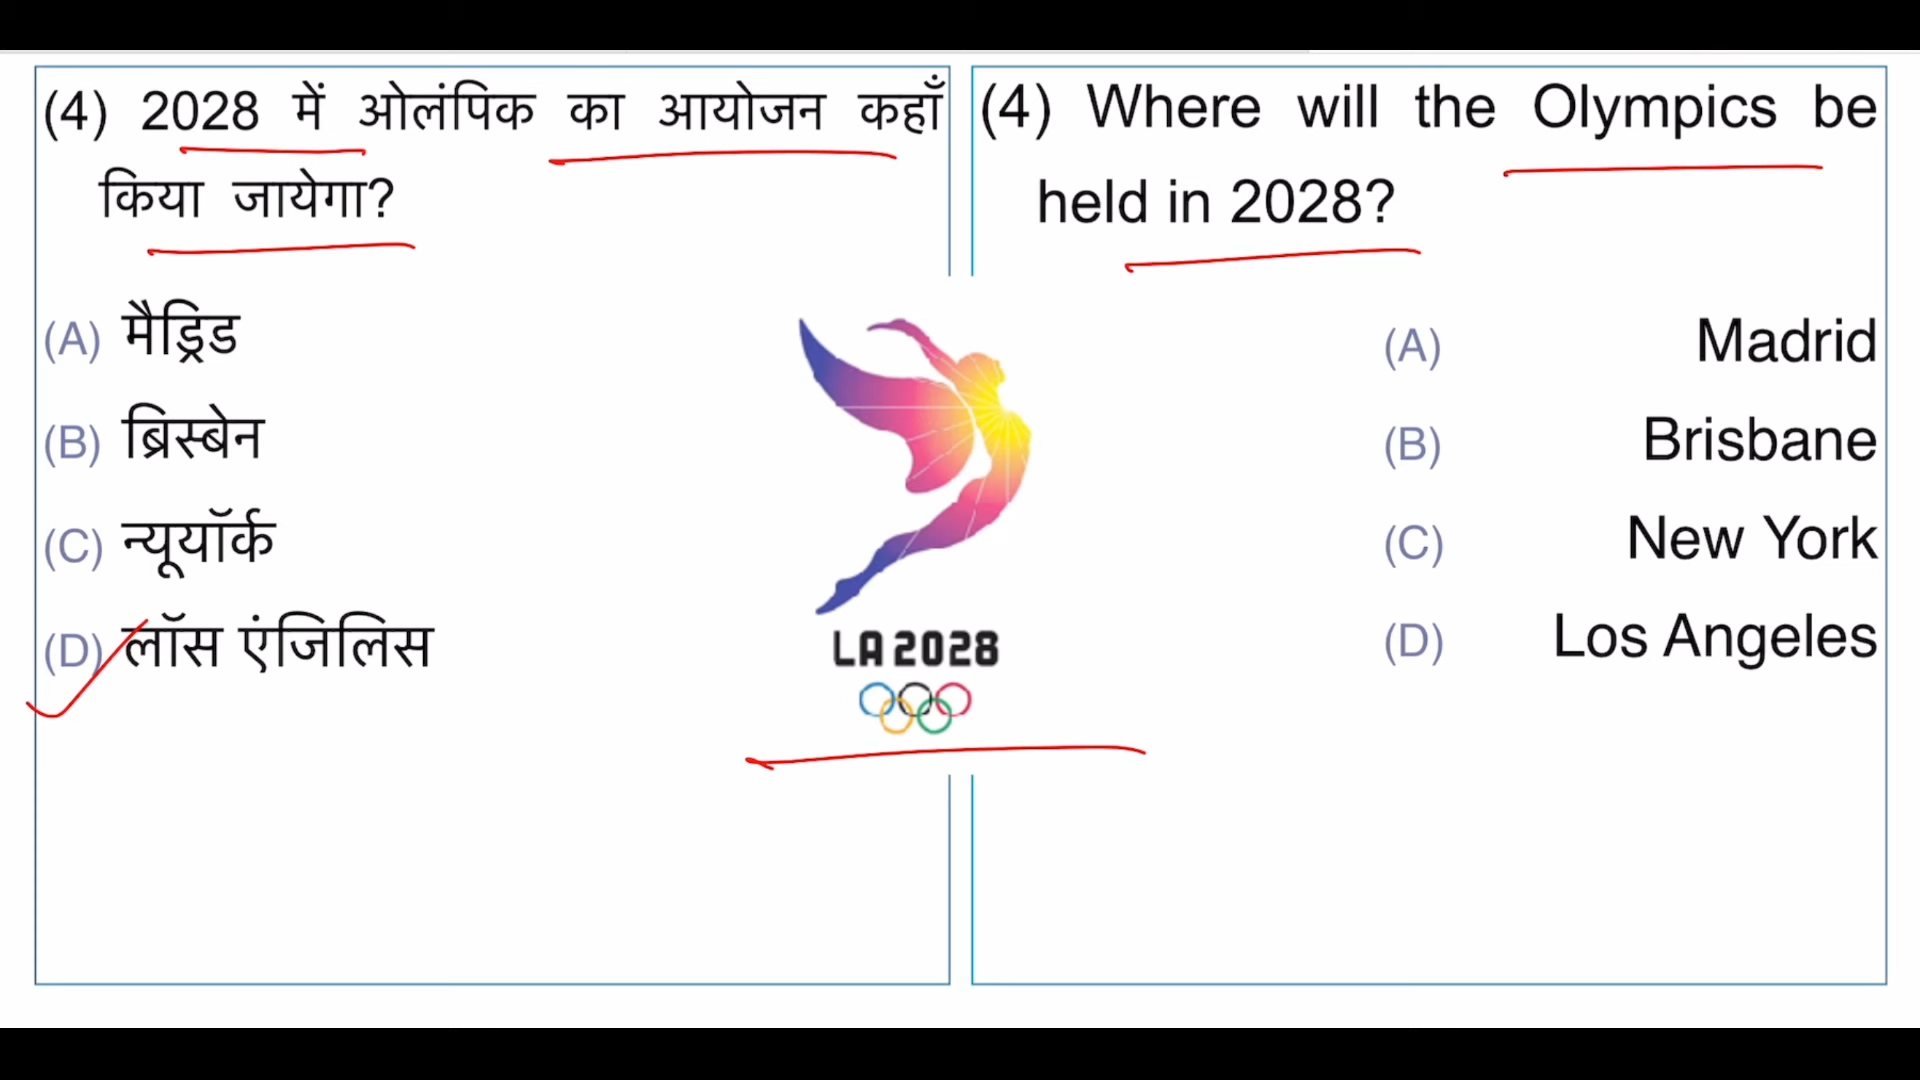 (4) 2028 में ओलंपिक का आयोजन कहाँ
किया जायेगा?
(A) मैड्रिड
(B) ब्रिस्बेन
(C) न्यूयॉर्क
(D) लॉस एंजिलिस
LA 2028
(4) Where will the Olympics be
held in 2028?
(A) Madrid
(B) Brisbane
(C) New York
(D) Los Angeles